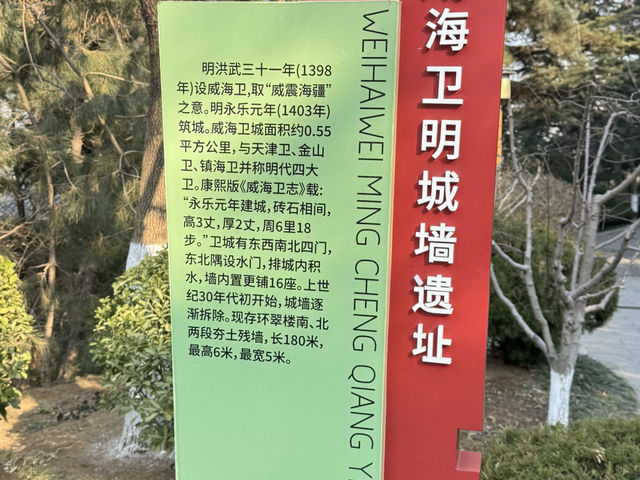 明洪武三十一年(1398
年)设威海卫,取“威震海疆”
之意。明永乐元年(1403年)
筑城。威海卫城面积约0.55
平方公里,与天津卫、金山
卫、镇海卫并称明代四大
卫。康熙版《威海卫志》载:
“永乐元年建城,砖石相间,
高3丈,厚2丈,周6里18
步。”卫城有东西南北四门,
东北隅设水门,排城内积
水,墙内置更铺16座。上世
纪30年代初开始,城墙逐
渐拆除。现存环翠楼南、北
两段夯土残墙,长180米,
最高6米,最宽5米。
WEIHAIWEI MING CHENG QIANG Y
海卫明城墙遗址